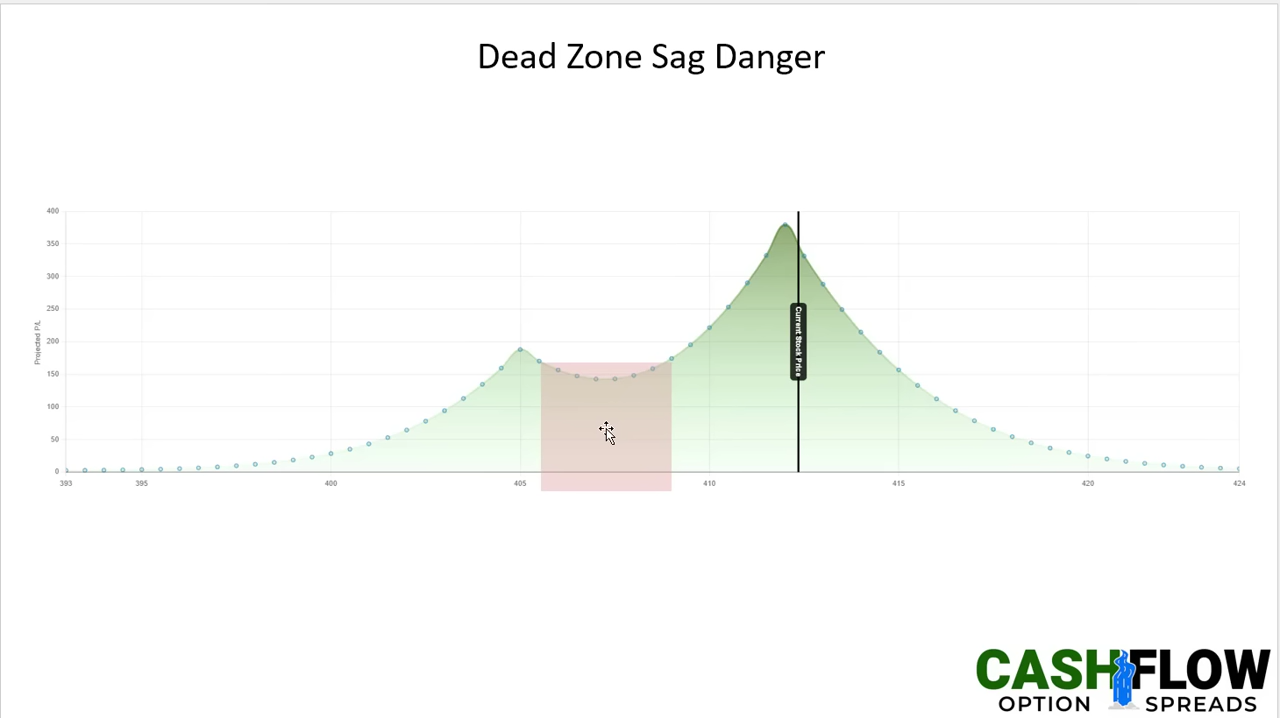 Dead Zone Sag Danger
400
350
300
250
200
150
100
50
0
Projected P/L
Current Stock Price
393 395 400 405 410 415 420 424
CASHFLOW
OPTION SPREADS